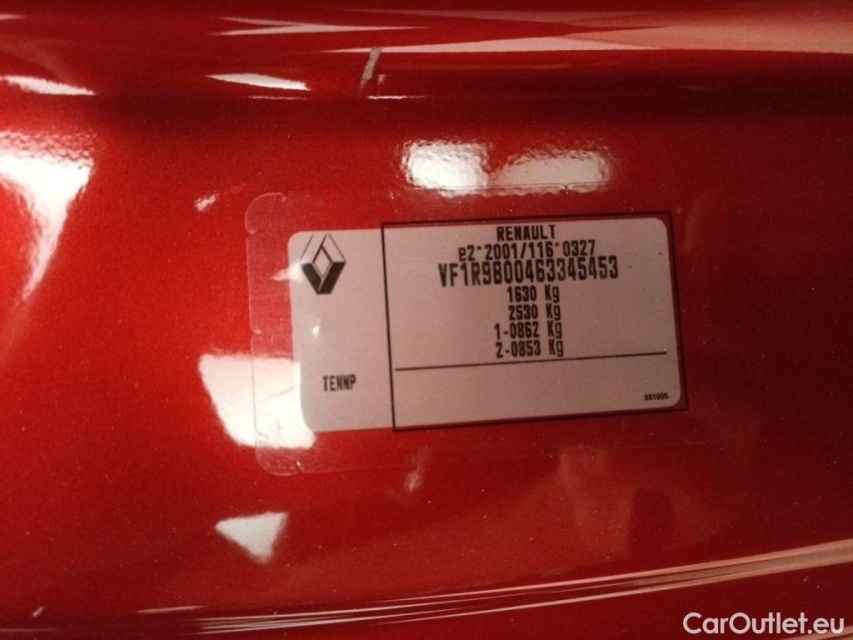 RENAULT
e2*2001/116*0327
VF1R9800463345453
1630 Kg
2530 Kg
1-0862 Kg
2-0853 Kg
TENNP
551005
CarOutlet.eu